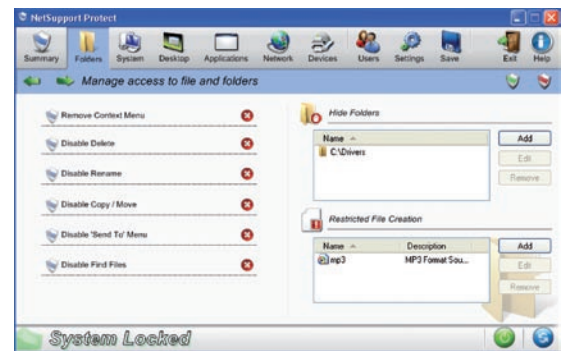 NetSupport Protect
Summary Folders System Desktop Applications Network Devices Users Settings Save Exit Help
Manage access to file and folders
Remove Context Menu
Disable Delete
Disable Rename
Disable Copy / Move
Disable 'Send To' Menu
Disable Find Files
Hide Folders
Name
C:\Drivers
Add
Edit
Remove
Restricted File Creation
Name Description
mp3 MP3 Format Sou...
Add
Edit
Remove
System Locked